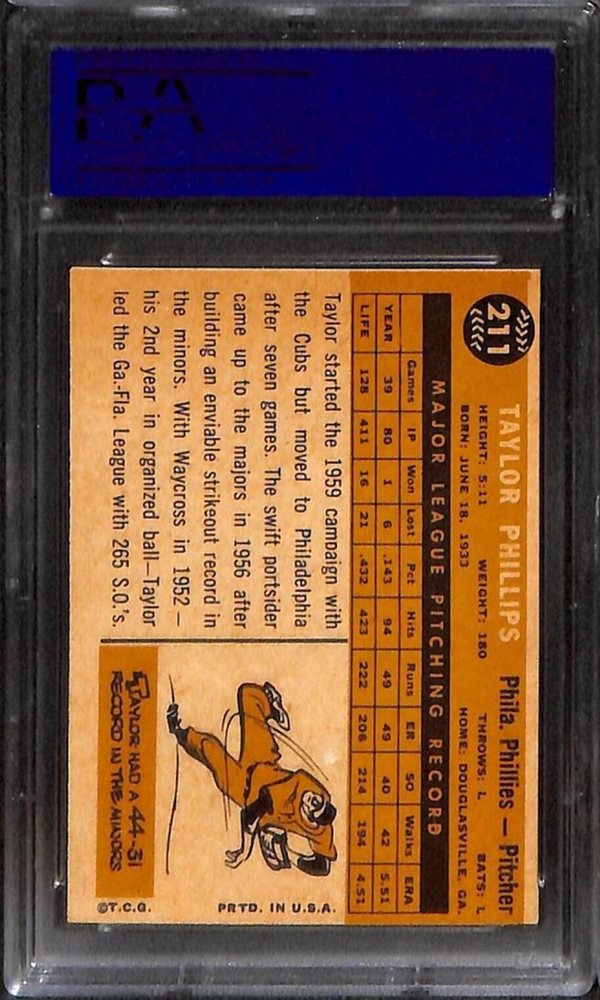 PSA
211
TAYLOR PHILLIPS Phila. Phillies — Pitcher
HEIGHT: 5:11 WEIGHT: 180 THROWS: L BATS: L
BORN: JUNE 18, 1933 HOME: DOUGLASVILLE, GA.
MAJOR LEAGUE PITCHING RECORD
Games IP Won Lost Pct Hits Runs ER SO Walks ERA
YEAR 39 80 1 6 .143 94 49 49 40 42 5.51
LIFE 128 411 16 21 .432 423 222 206 214 194 4.51
Taylor started the 1959 campaign with
the Cubs but moved to Philadelphia
after seven games. The swift portsider
came up to the majors in 1956 after
building an enviable strikeout record in
the minors. With Waycross in 1952 —
his 2nd year in organized ball—Taylor
led the Ga.-Fla. League with 265 S.O.'s.
TAYLOR HAD A 44-31
RECORD IN THE MINORS
©T.C.G. PRTD. IN U.S.A.